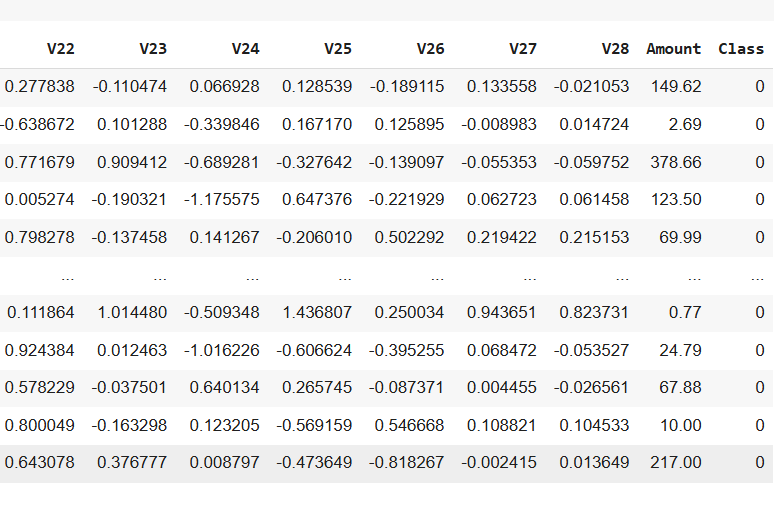 V22 V23 V24 V25 V26 V27 V28 Amount Class
0.277838 -0.110474 0.066928 0.128539 -0.189115 0.133558 -0.021053 149.62 0
-0.638672 0.101288 -0.339846 0.167170 0.125895 -0.008983 0.014724 2.69 0
0.771679 0.909412 -0.689281 -0.327642 -0.139097 -0.055353 -0.059752 378.66 0
0.005274 -0.190321 -1.175575 0.647376 -0.221929 0.062723 0.061458 123.50 0
0.798278 -0.137458 0.141267 -0.206010 0.502292 0.219422 0.215153 69.99 0
... ... ... ... ... ... ... ... ...
0.111864 1.014480 -0.509348 1.436807 0.250034 0.943651 0.823731 0.77 0
0.924384 0.012463 -1.016226 -0.606624 -0.395255 0.068472 -0.053527 24.79 0
0.578229 -0.037501 0.640134 0.265745 -0.087371 0.004455 -0.026561 67.88 0
0.800049 -0.163298 0.123205 -0.569159 0.546668 0.108821 0.104533 10.00 0
0.643078 0.376777 0.008797 -0.473649 -0.818267 -0.002415 0.013649 217.00 0